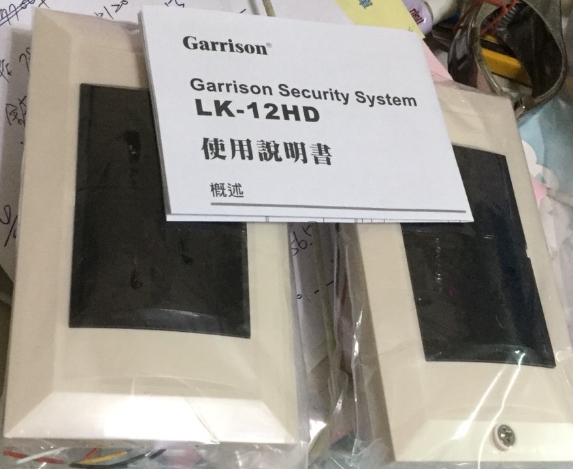 Garrison®
Garrison Security System
LK-12HD
使用說明書
概述